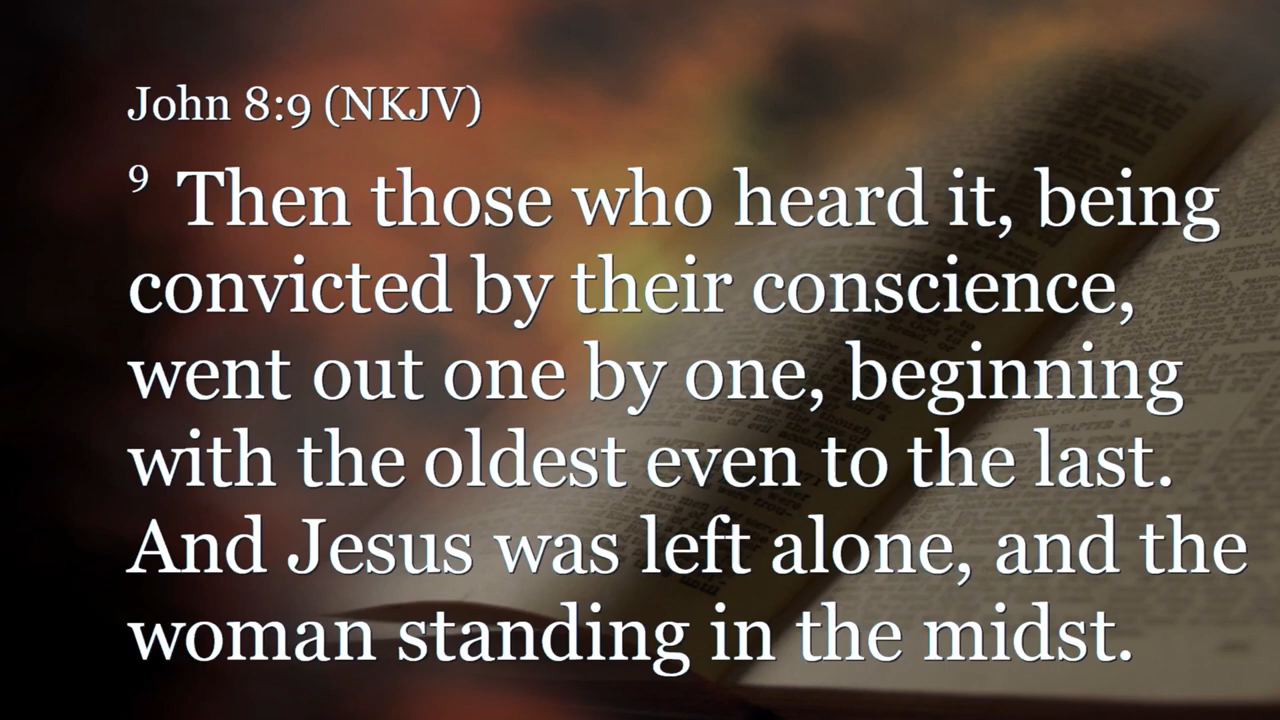 John 8:9 (NKJV)
9 Then those who heard it, being
convicted by their conscience,
went out one by one, beginning
with the oldest even to the last.
And Jesus was left alone, and the
woman standing in the midst.